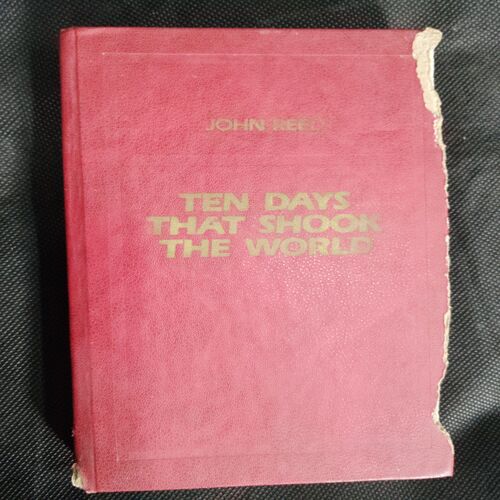 JOHN REED
TEN DAYS
THAT SHOOK
THE WORLD